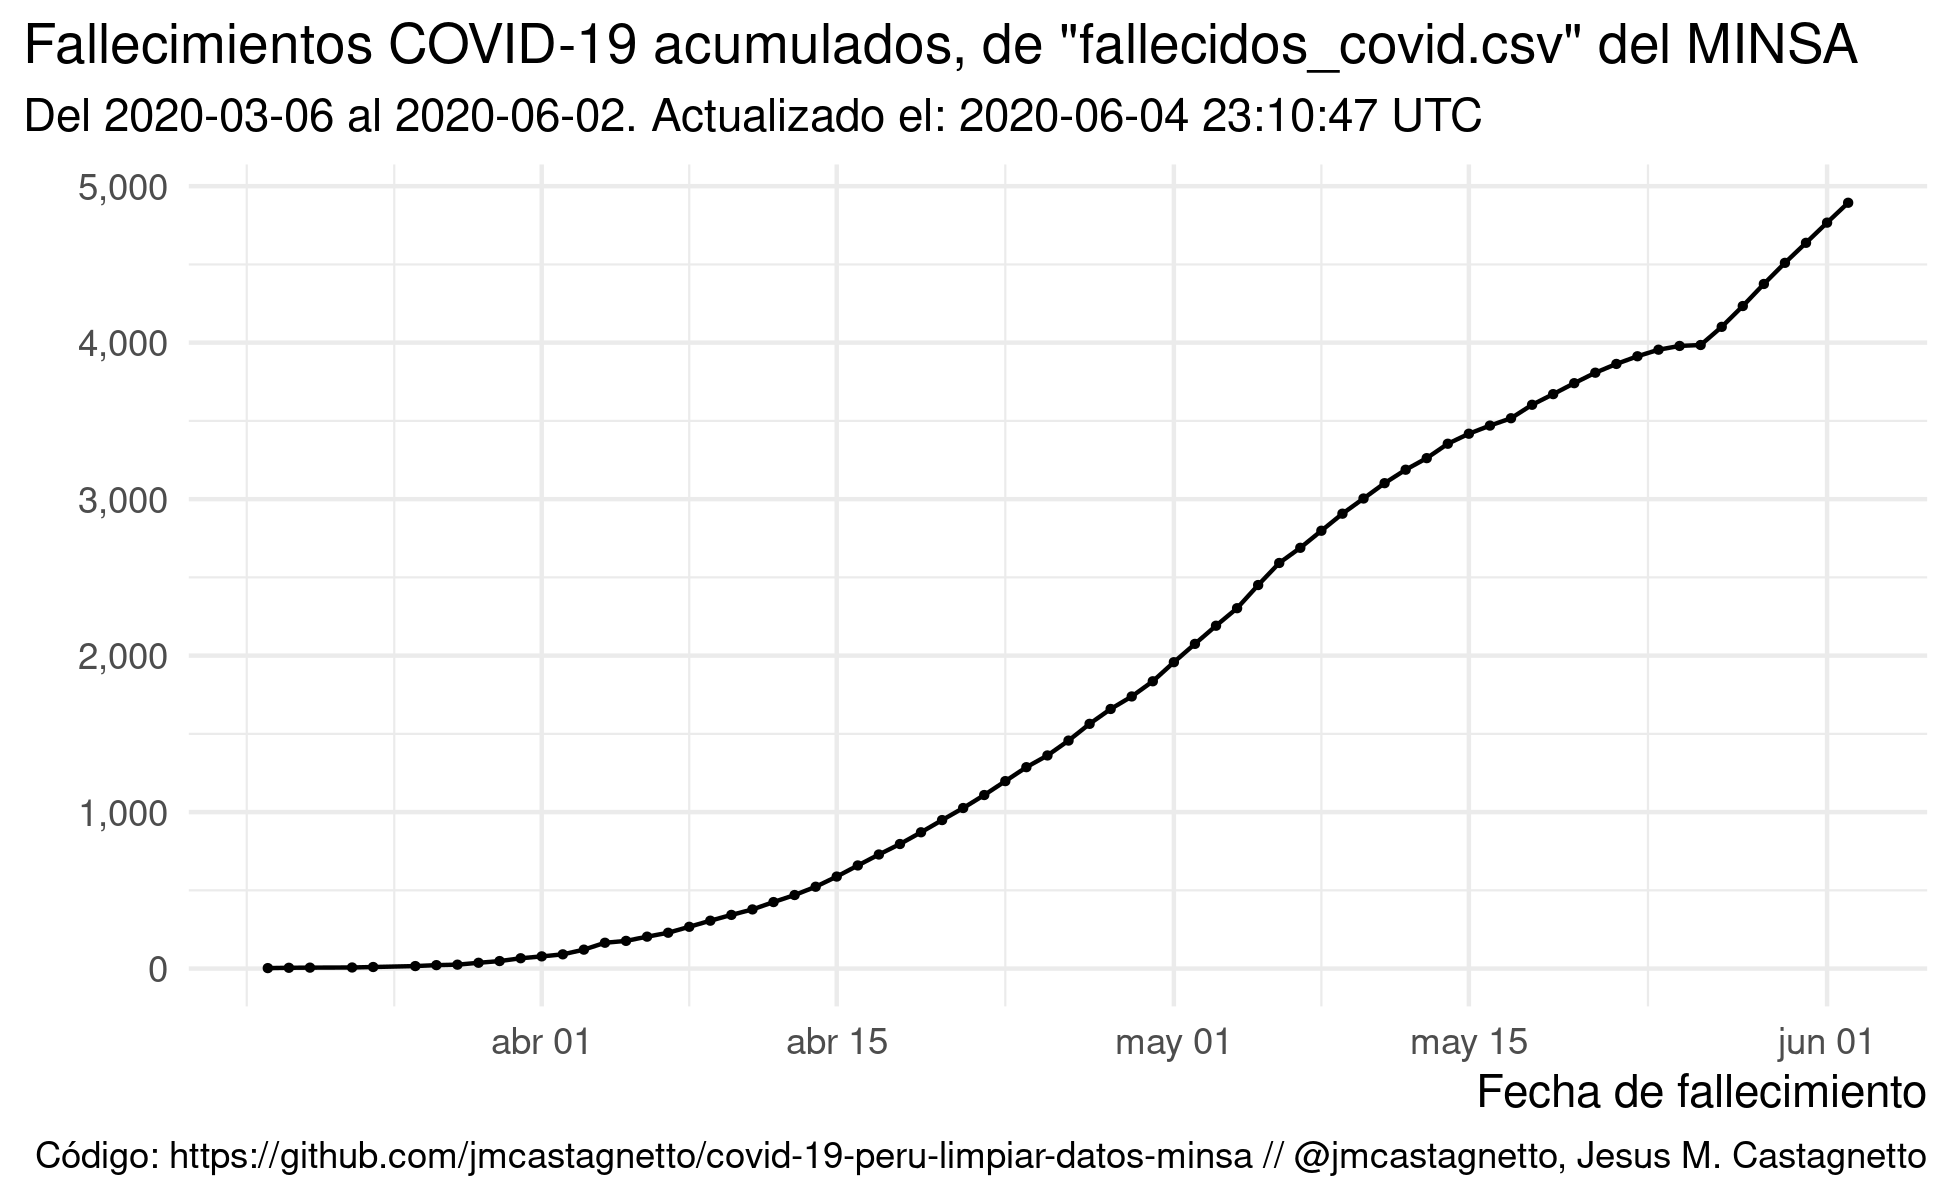 Fallecimientos COVID-19 acumulados, de "fallecidos_covid.csv" del MINSA
Del 2020-03-06 al 2020-06-02. Actualizado el: 2020-06-04 23:10:47 UTC
5,000
4,000
3,000
2,000
1,000
0
abr 01 abr 15 may 01 may 15 jun 01
Fecha de fallecimiento
Código: https://github.com/jmcastagnetto/covid-19-peru-limpiar-datos-minsa // @jmcastagnetto, Jesus M. Castagnetto